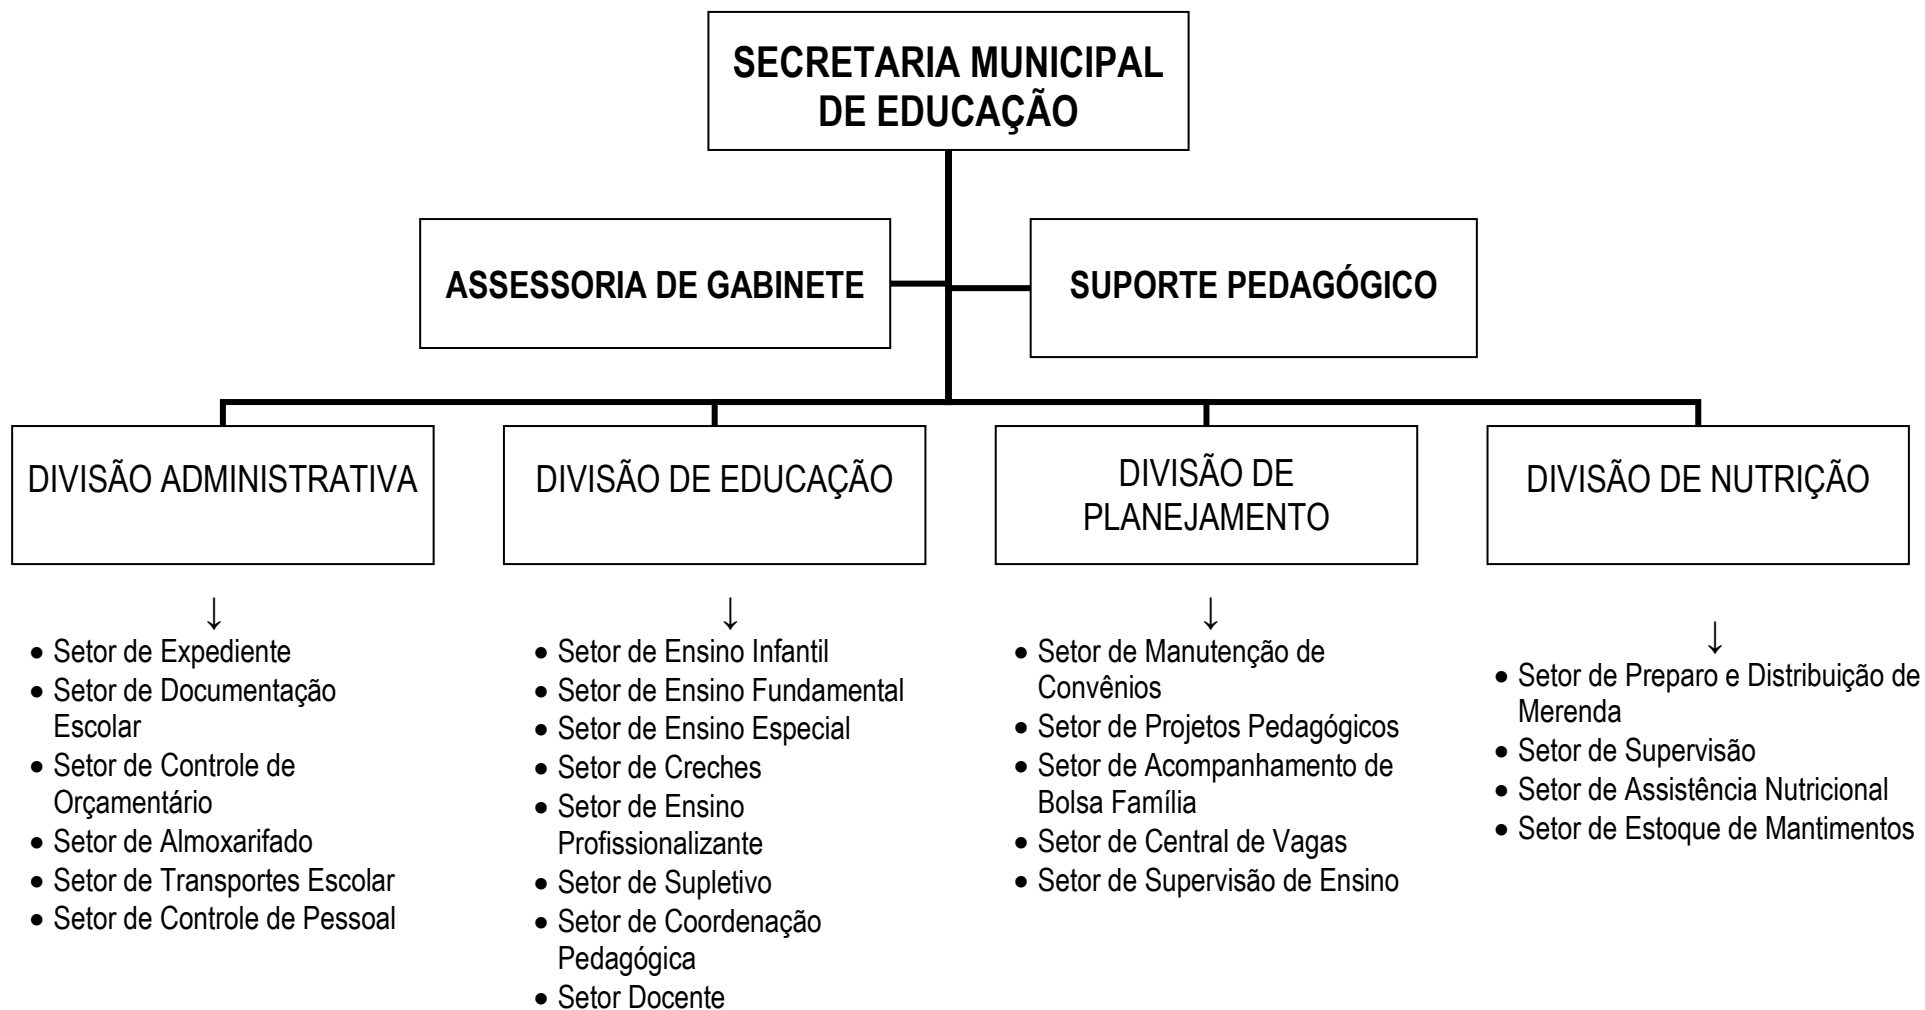 SECRETARIA MUNICIPAL
DE EDUCAÇÃO
ASSESSORIA DE GABINETE
SUPORTE PEDAGÓGICO
DIVISÃO ADMINISTRATIVA
↓
• Setor de Expediente
• Setor de Documentação
Escolar
• Setor de Controle de
Orçamentário
• Setor de Almoxarifado
• Setor de Transportes Escolar
• Setor de Controle de Pessoal
DIVISÃO DE EDUCAÇÃO
↓
• Setor de Ensino Infantil
• Setor de Ensino Fundamental
• Setor de Ensino Especial
• Setor de Creches
• Setor de Ensino
Profissionalizante
• Setor de Supletivo
• Setor de Coordenação
Pedagógica
• Setor Docente
DIVISÃO DE
PLANEJAMENTO
↓
• Setor de Manutenção de
Convênios
• Setor de Projetos Pedagógicos
• Setor de Acompanhamento de
Bolsa Família
• Setor de Central de Vagas
• Setor de Supervisão de Ensino
DIVISÃO DE NUTRIÇÃO
↓
• Setor de Preparo e Distribuição de
Merenda
• Setor de Supervisão
• Setor de Assistência Nutricional
• Setor de Estoque de Mantimentos